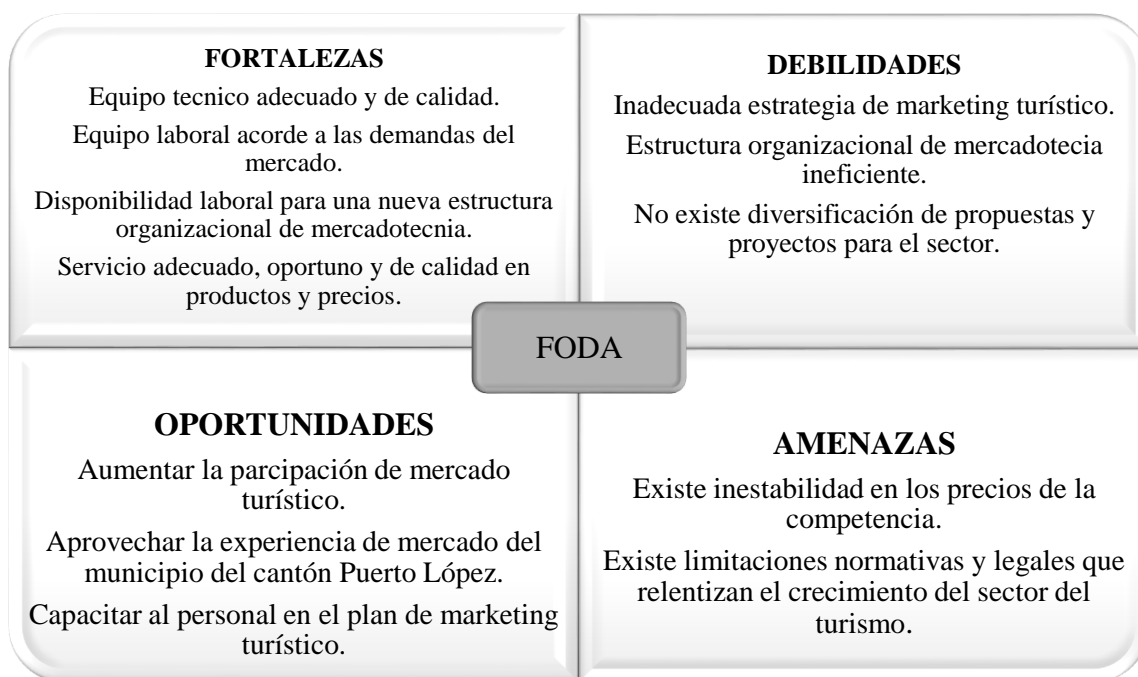 FORTALEZAS
Equipo tecnico adecuado y de calidad.
Equipo laboral acorde a las demandas del
mercado.
Disponibilidad laboral para una nueva estructura
organizacional de mercadotecnia.
Servicio adecuado, oportuno y de calidad en
productos y precios.
DEBILIDADES
Inadecuada estrategia de marketing turístico.
Estructura organizacional de mercadotecia
ineficiente.
No existe diversificación de propuestas y
proyectos para el sector.
FODA
OPORTUNIDADES
Aumentar la parcipación de mercado
turístico.
Aprovechar la experiencia de mercado del
municipio del cantón Puerto López.
Capacitar al personal en el plan de marketing
turístico.
AMENAZAS
Existe inestabilidad en los precios de la
competencia.
Existe limitaciones normativas y legales que
relentizan el crecimiento del sector del
turismo.